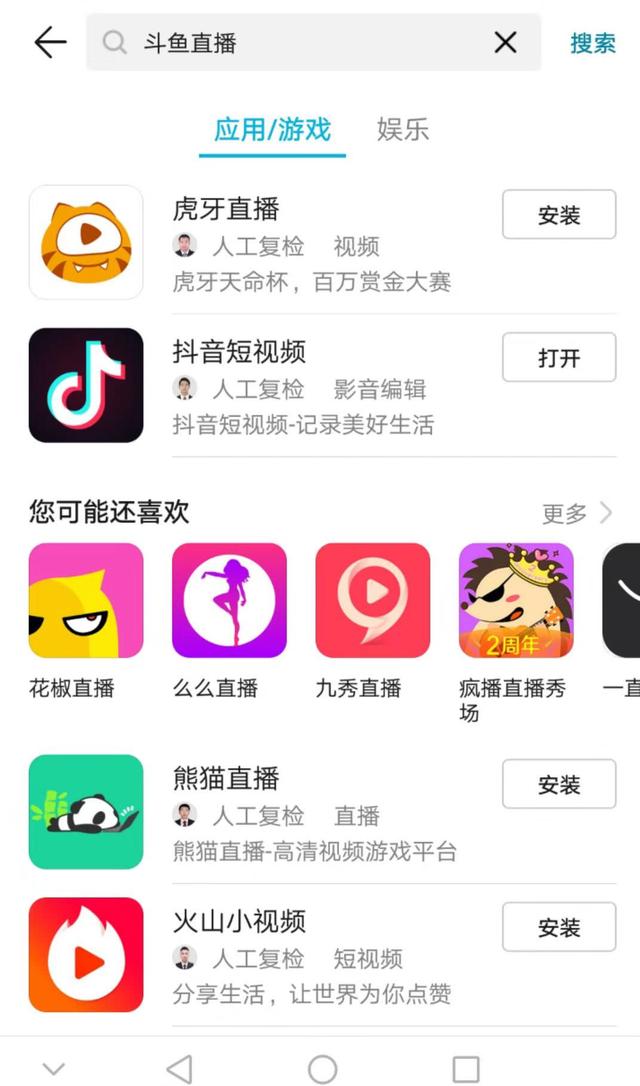 斗鱼直播
搜索
应用/游戏 娱乐
虎牙直播
安装
人工复检 视频
虎牙天命杯，百万赏金大赛
抖音短视频
打开
人工复检 影音编辑
抖音短视频-记录美好生活
您可能还喜欢
更多
2周年
花椒直播
么么直播
九秀直播
疯播直播秀场
一直
熊猫直播
安装
人工复检 直播
熊猫直播-高清视频游戏平台
火山小视频
安装
人工复检 短视频
分享生活，让世界为你点赞